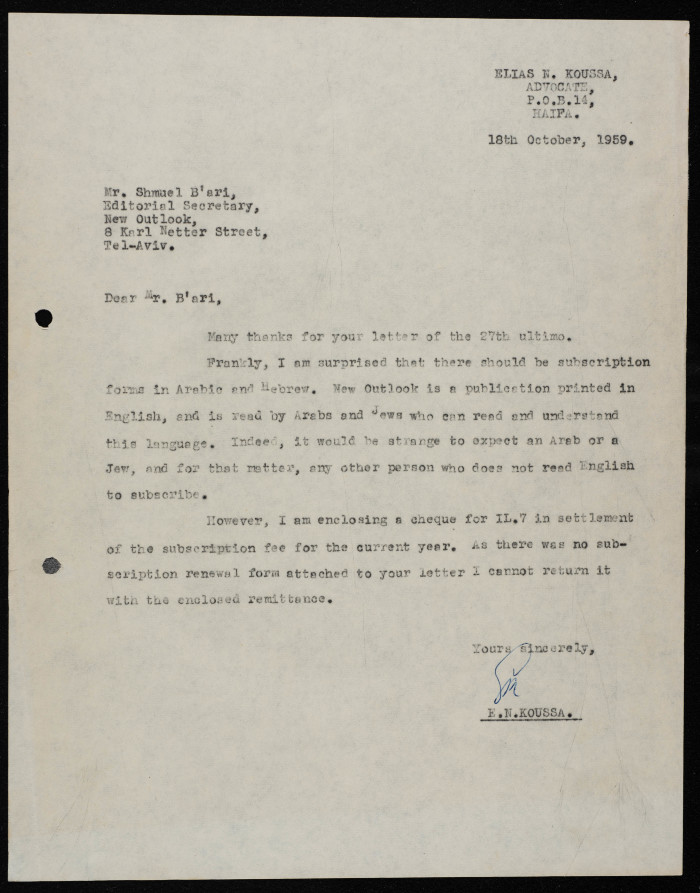 ELIAS N. KOUSSA,
ADVOCATE,
P.O.B.14,
HAIFA.
18th October, 1959.
Mr. Shmuel B'ari,
Editorial Secretary,
New Outlook,
8 Karl Netter Street,
Tel-Aviv.
Dear Mr. B'ari,
Many thanks for your letter of the 27th ultimo.
Frankly, I am surprised that there should be subscription
forms in Arabic and Hebrew. New Outlook is a publication printed in
English, and is read by Arabs and Jews who can read and understand
this language. Indeed, it would be strange to expect an Arab or a
Jew, and for that matter, any other person who does not read English
to subscribe.
However, I am enclosing a cheque for IL.7 in settlement
of the subscription fee for the current year. As there was no sub-
scription renewal form attached to your letter I cannot return it
with the enclosed remittance.
Yours sincerely,
E.N.KOUSSA.